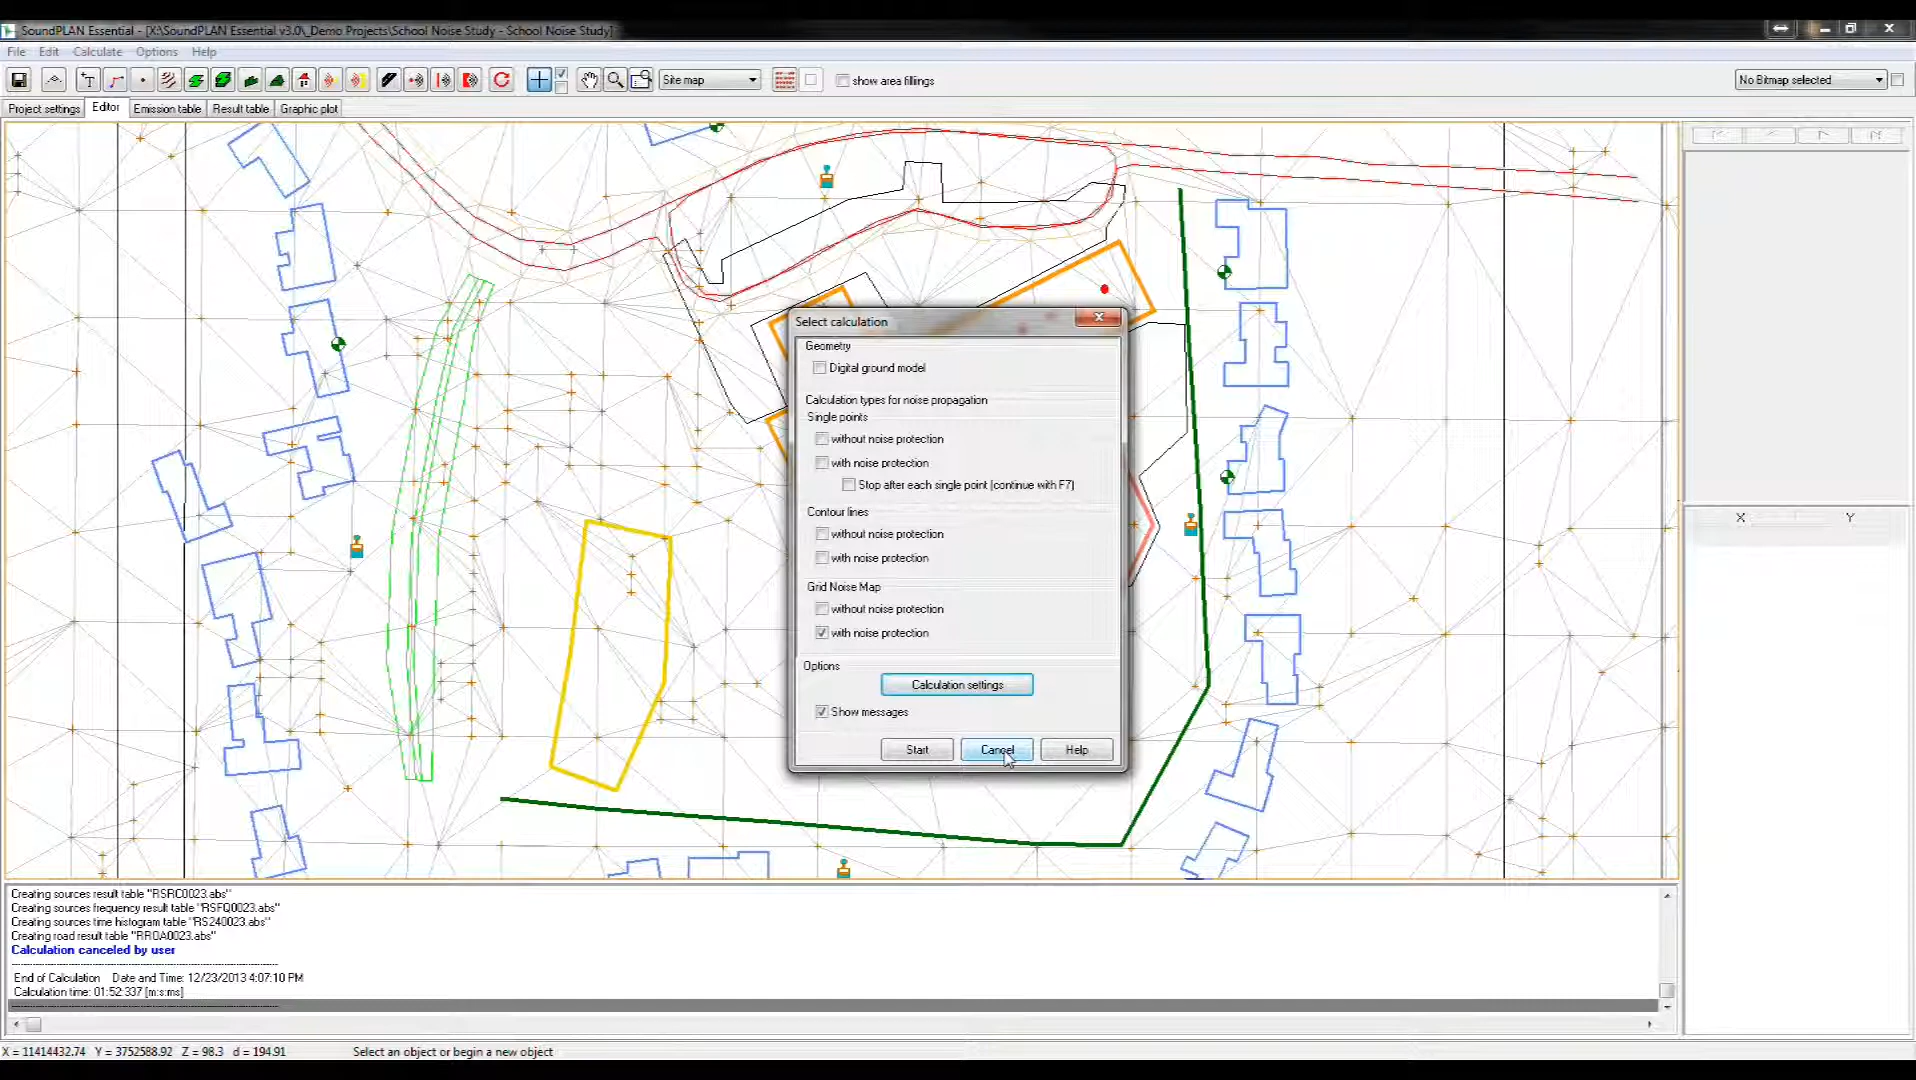 SoundPLAN Essential - [X:\SoundPLAN Essential v3.0\_Demo Projects\School Noise Study - School Noise Study]
File Edit Calculate Options Help
Site map
show area fillings
No Bitmap selected
Project settings Editor Emission table Result table Graphic plot
Select calculation
Geometry
Digital ground model
Calculation types for noise propagation
Single points
without noise protection
with noise protection
Stop after each single point (continue with F7)
Contour lines
without noise protection
with noise protection
Grid Noise Map
without noise protection
with noise protection
Options
Calculation settings
Show messages
Start Cancel Help
X Y
Creating sources result table "RSRC0023.abs"
Creating sources frequency result table "RSFQ0023.abs"
Creating sources time histogram table "RS240023.abs"
Creating road result table "RROA0023.abs"
Calculation canceled by user
End of Calculation Date and Time: 12/23/2013 4:07:10 PM
Calculation time: 01:52:337 [m:s:ms]
X = 11414432.74 Y = 3752588.92 Z = 98.3 d = 194.91 Select an object or begin a new object